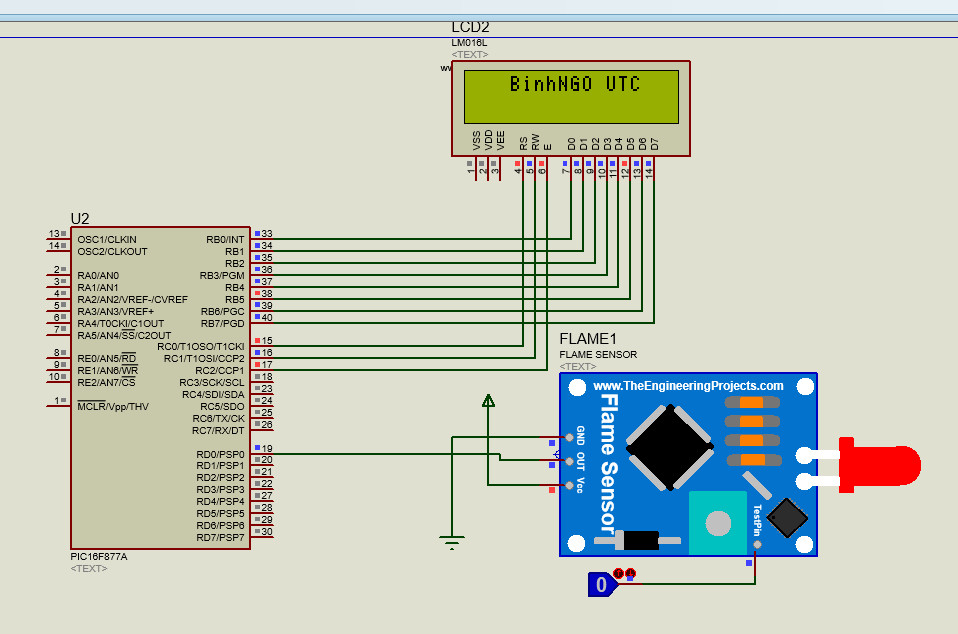 LCD2
LM016L
<TEXT>
BinhNGO UTC
VSS VDD VEE RS RW E D0 D1 D2 D3 D4 D5 D6 D7
1 2 3 4 5 6 7 8 9 10 11 12 13 14
U2
13 OSC1/CLKIN RB0/INT 33
14 OSC2/CLKOUT RB1 34
RB2 35
2 RA0/AN0 RB3/PGM 36
3 RA1/AN1 RB4 37
4 RA2/AN2/VREF-/CVREF RB5 38
5 RA3/AN3/VREF+ RB6/PGC 39
6 RA4/T0CKI/C1OUT RB7/PGD 40
7 RA5/AN4/SS/C2OUT
RC0/T1OSO/T1CKI 15
8 RE0/AN5/RD RC1/T1OSI/CCP2 16
9 RE1/AN6/WR RC2/CCP1 17
10 RE2/AN7/CS RC3/SCK/SCL 18
RC4/SDI/SDA 23
1 MCLR/Vpp/THV RC5/SDO 24
RC6/TX/CK 25
RC7/RX/DT 26
RD0/PSP0 19
RD1/PSP1 20
RD2/PSP2 21
RD3/PSP3 22
RD4/PSP4 27
RD5/PSP5 28
RD6/PSP6 29
RD7/PSP7 30
PIC16F877A
<TEXT>
FLAME1
FLAME SENSOR
<TEXT>
www.TheEngineeringProjects.com
Flame Sensor
GND
OUT
Vcc
TestPin
0